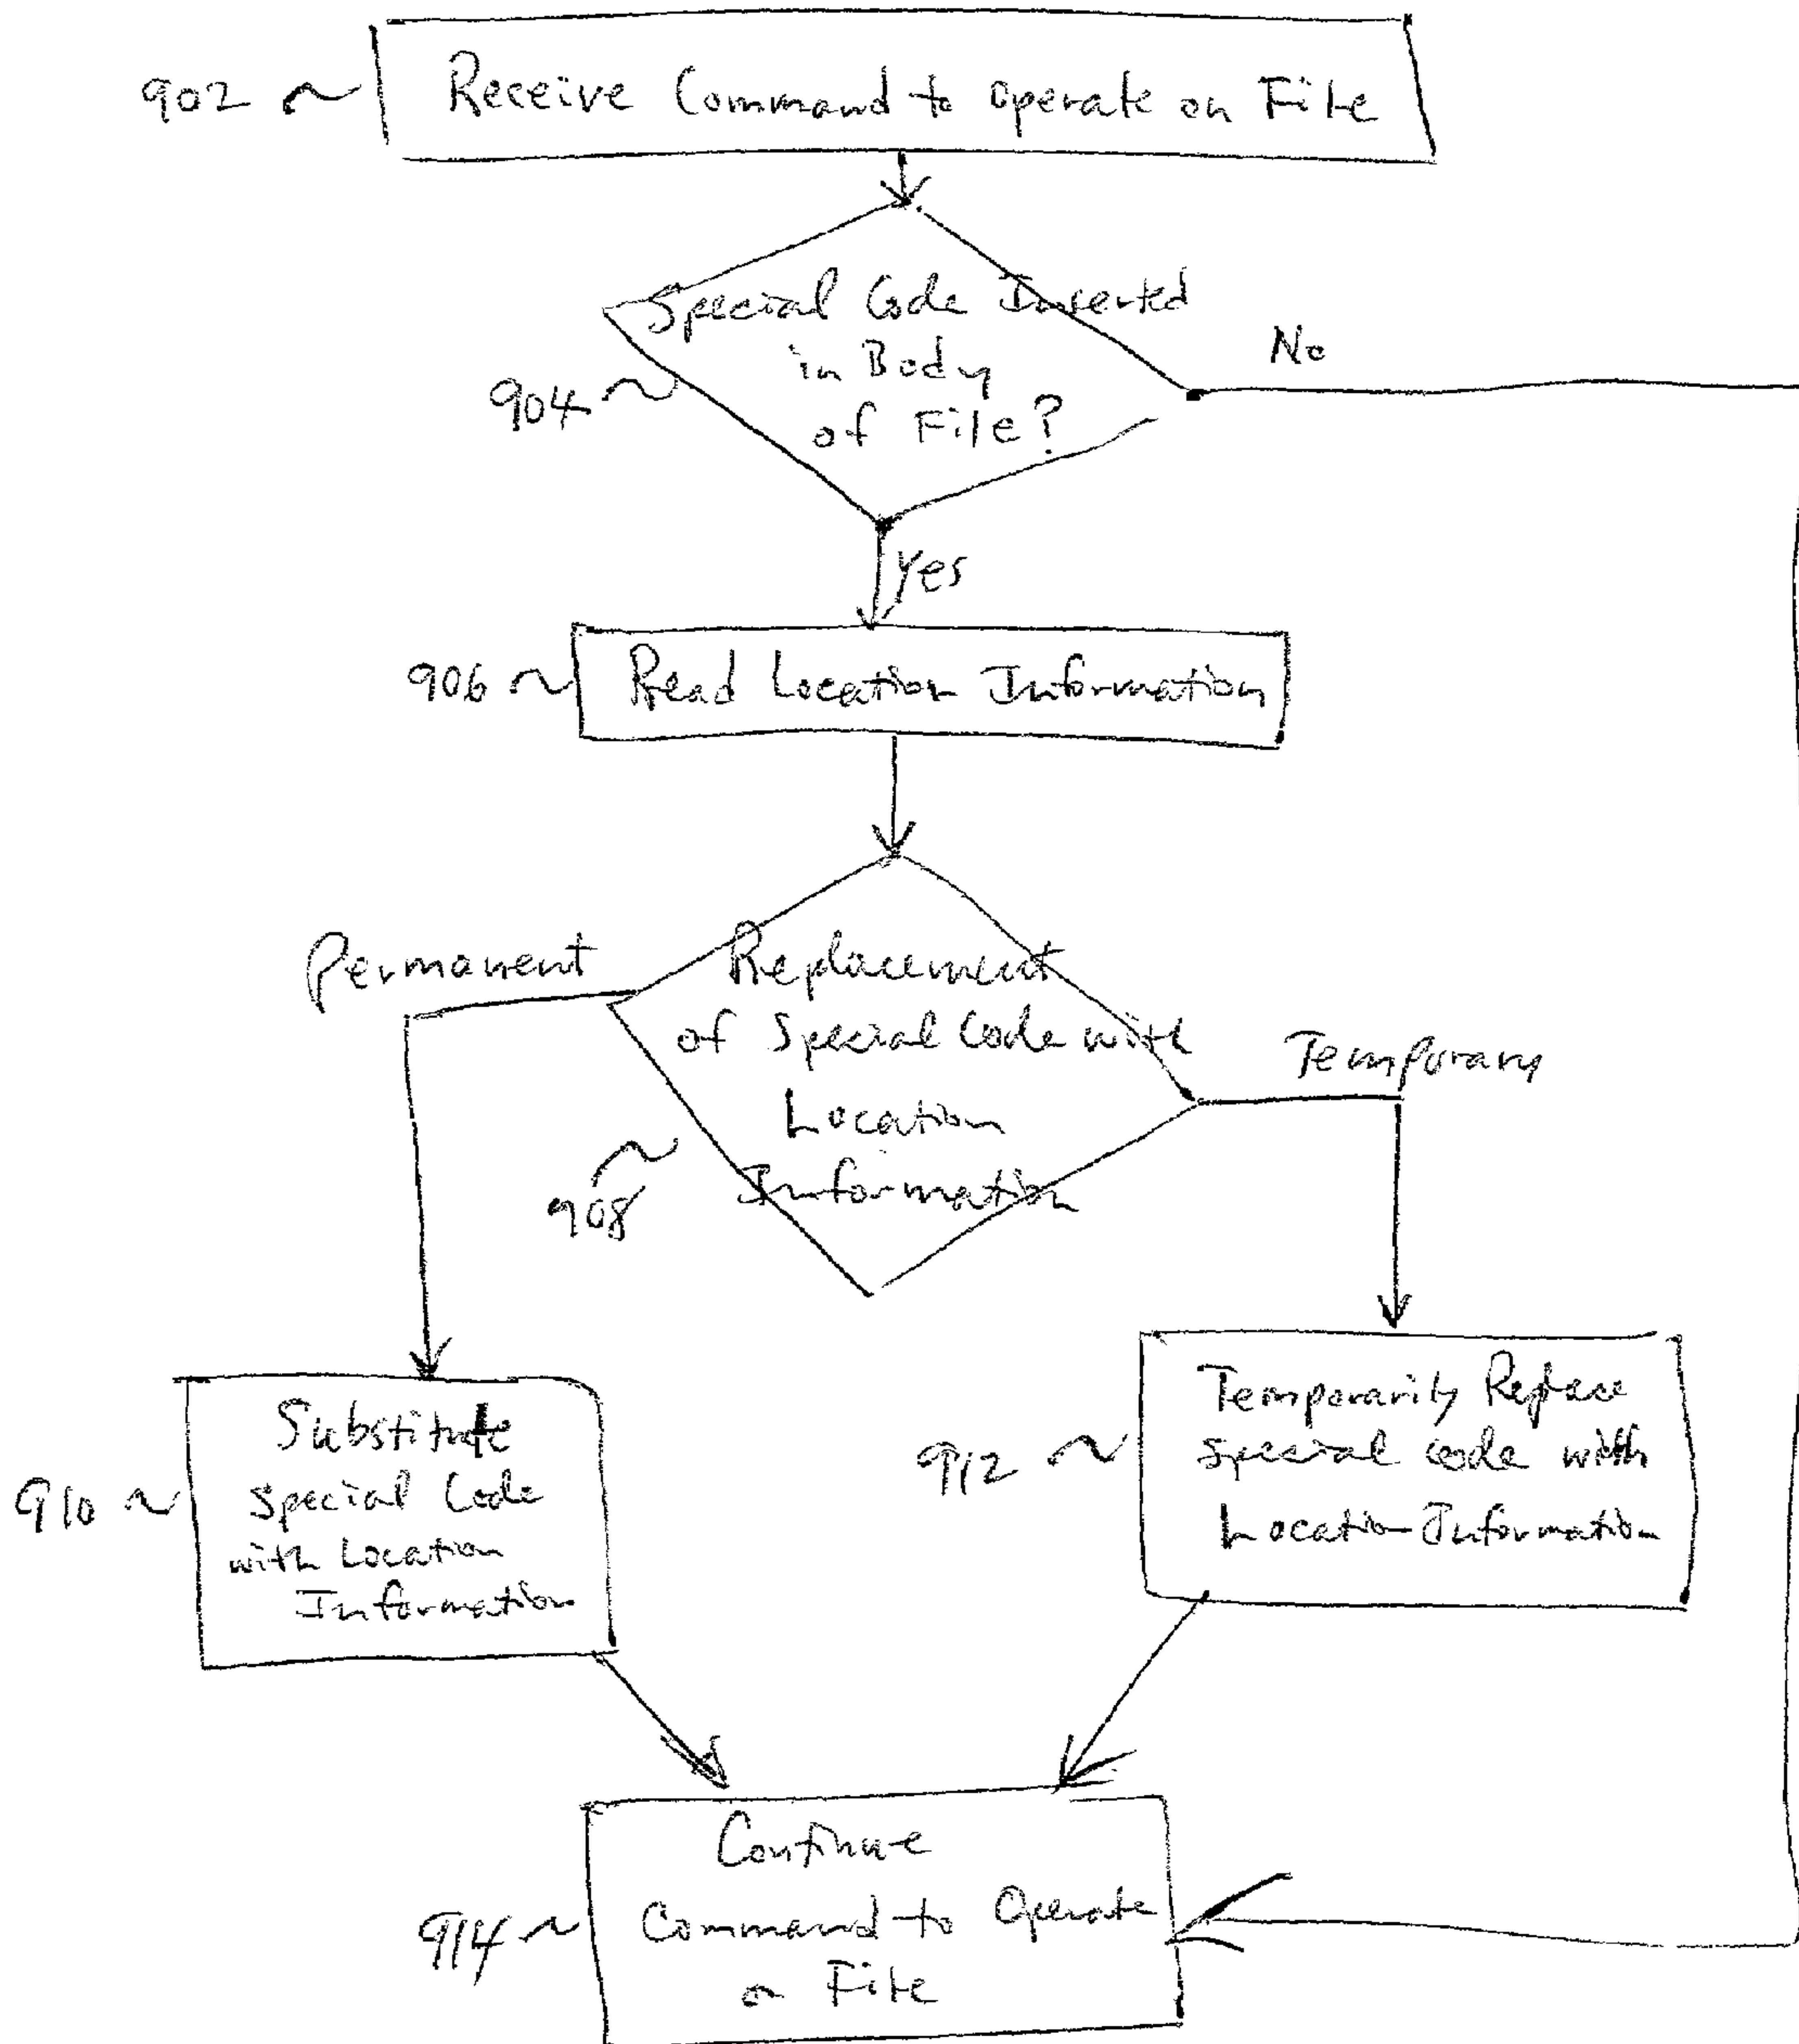 902 Receive Command to operate on File
Special Code Inserted
in Body
of File?
904
No
Yes
906 Read Location Information
Permanent
Replacement
of Special Code with
Location
Information
908
Temporary
910
Substitute
Special Code
with Location
Information
912
Temporarily Replace
special code with
Location Information
914
Continue
Command to Operate
on File